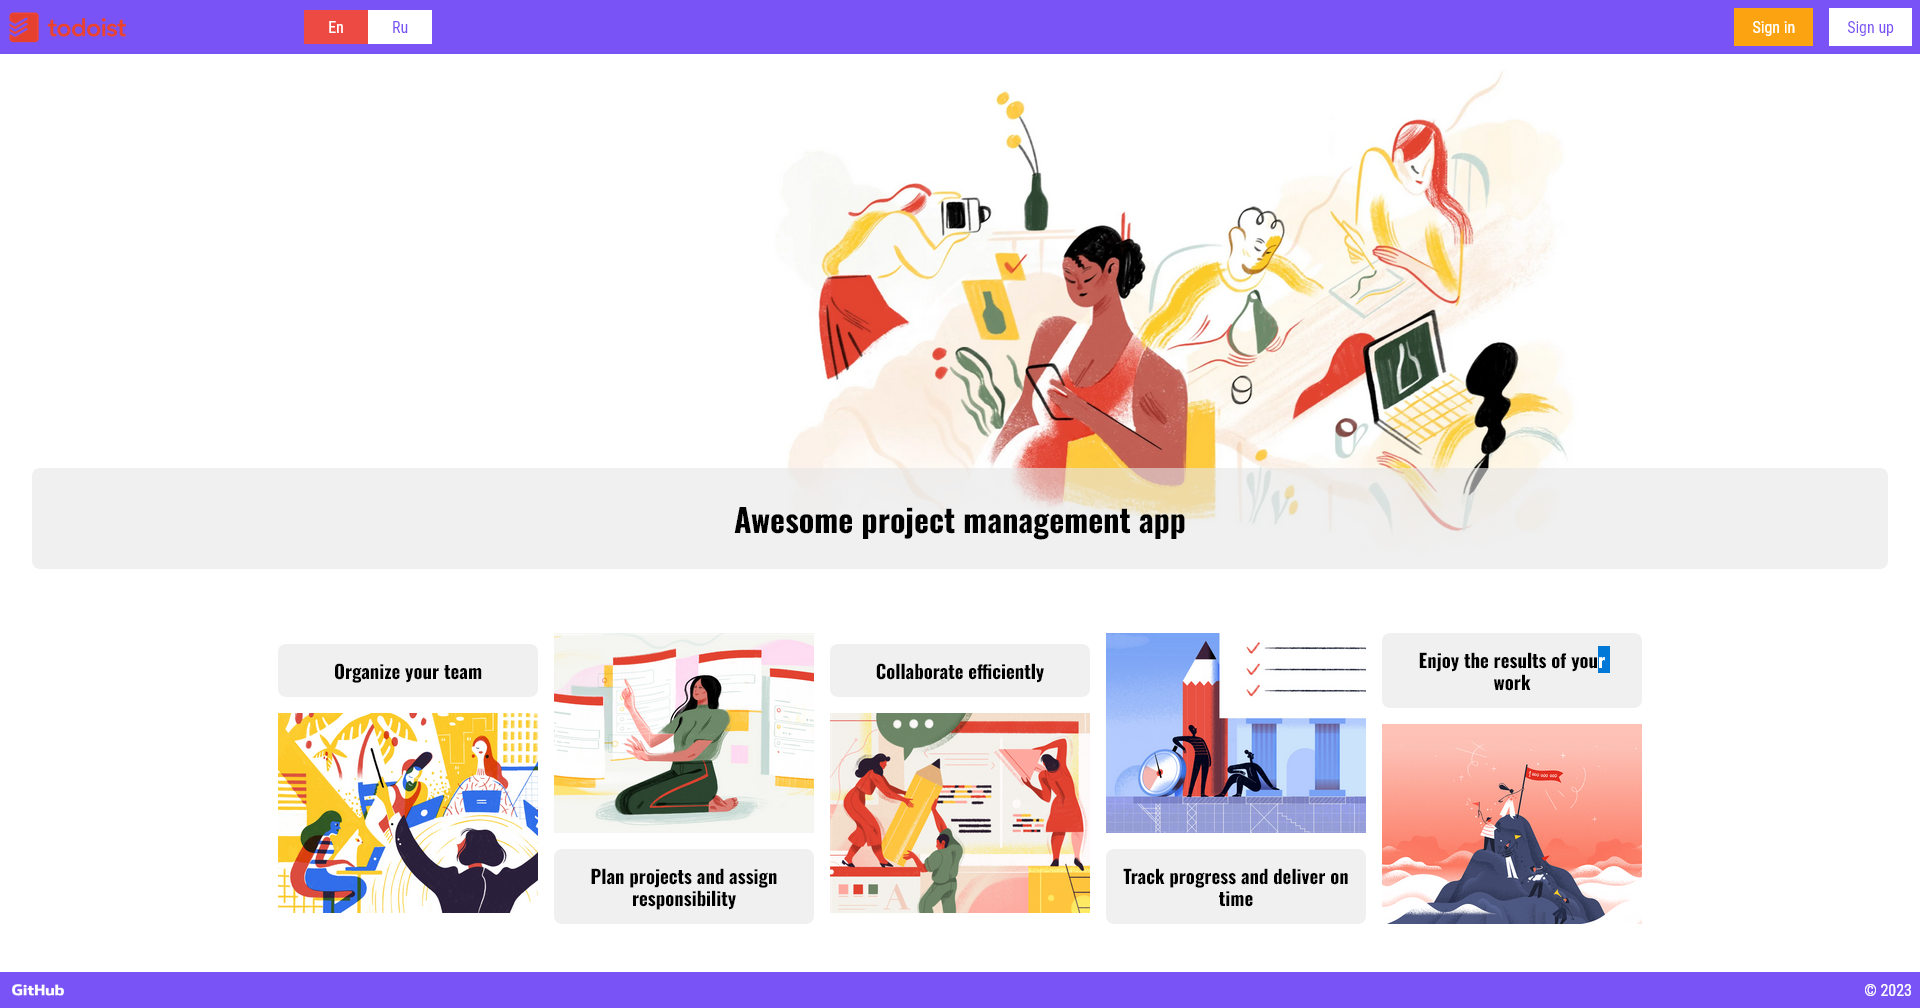 todoist
En
Ru
Sign in
Sign up
Awesome project management app
Organize your team
Plan projects and assign
responsibility
Collaborate efficiently
A
Track progress and deliver on
time
Enjoy the results of your
work
GitHub
© 2023